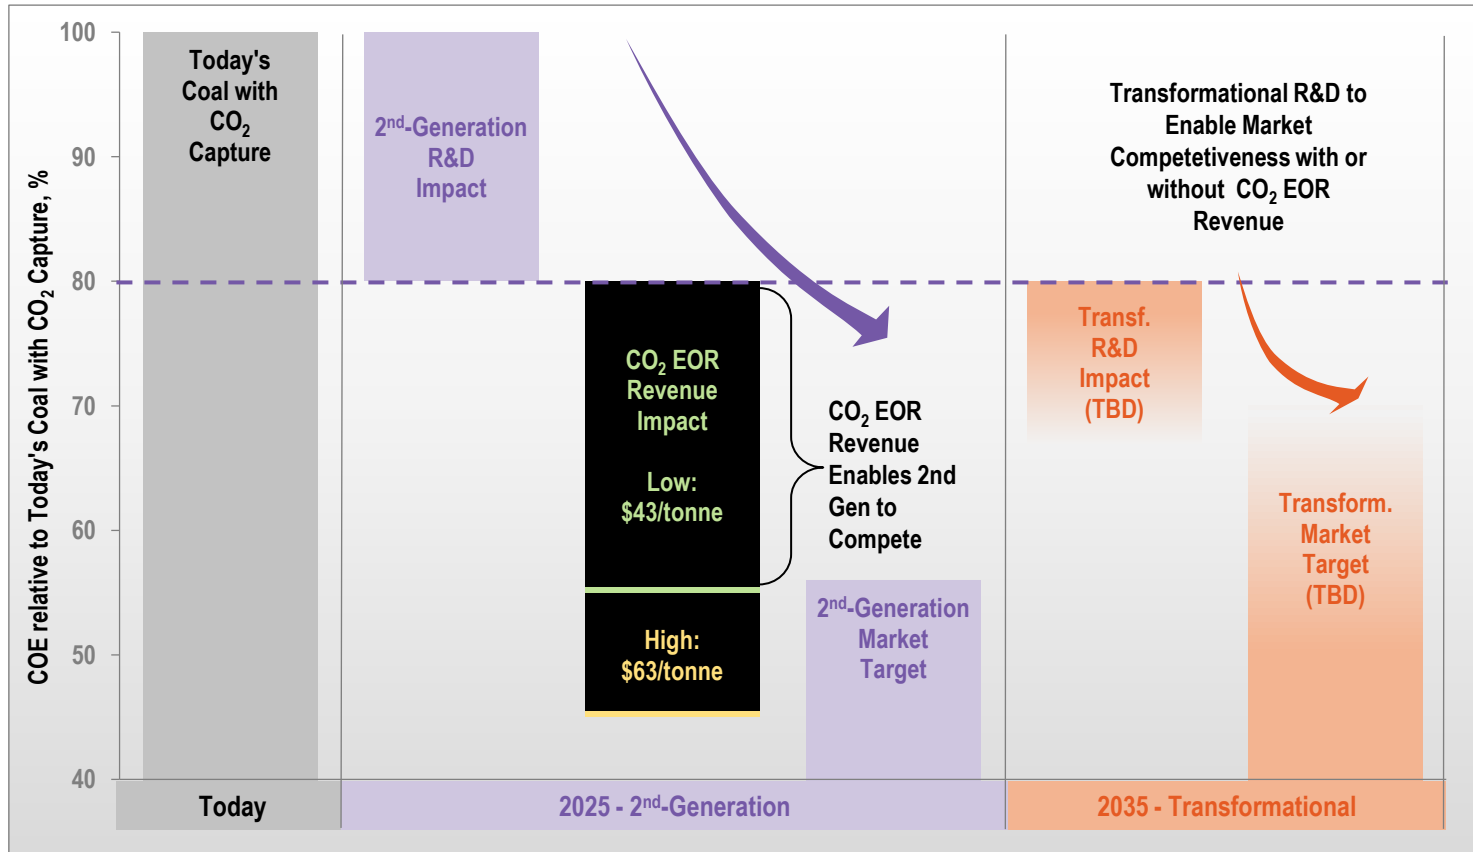 COE relative to Today's Coal with CO₂ Capture, %
100
90
80
70
60
50
40
Today's
Coal with
CO₂
Capture
2nd-Generation
R&D
Impact
CO₂ EOR
Revenue
Impact
Low:
$43/tonne
High:
$63/tonne
CO₂ EOR
Revenue
Enables 2nd
Gen to
Compete
2nd-Generation
Market
Target
Transformational R&D to
Enable Market
Competetiveness with or
without CO₂ EOR
Revenue
Transf.
R&D
Impact
(TBD)
Transform.
Market
Target
(TBD)
Today
2025 - 2nd-Generation
2035 - Transformational